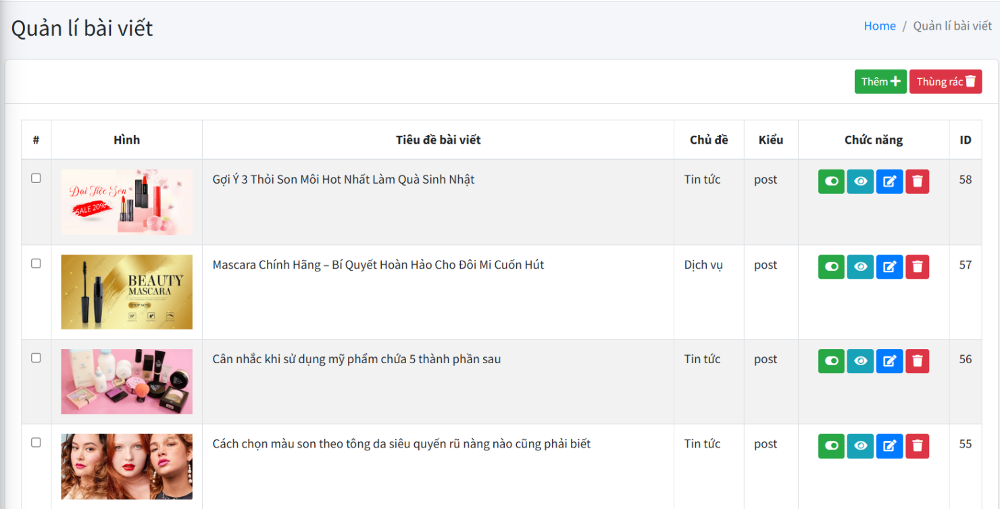 Quản lí bài viết
Home / Quản lí bài viết
Thêm
Thùng rác
# Hình Tiêu đề bài viết Chủ đề Kiểu Chức năng ID
Gợi Ý 3 Thỏi Son Môi Hot Nhất Làm Quà Sinh Nhật Tin tức post 58
Đại Tiệc Son
SALE 20%
Mascara Chính Hãng – Bí Quyết Hoàn Hảo Cho Đôi Mi Cuốn Hút Dịch vụ post 57
BEAUTY
MASCARA
SHOP NOW
Cân nhắc khi sử dụng mỹ phẩm chứa 5 thành phần sau Tin tức post 56
Cách chọn màu son theo tông da siêu quyến rũ nàng nào cũng phải biết Tin tức post 55